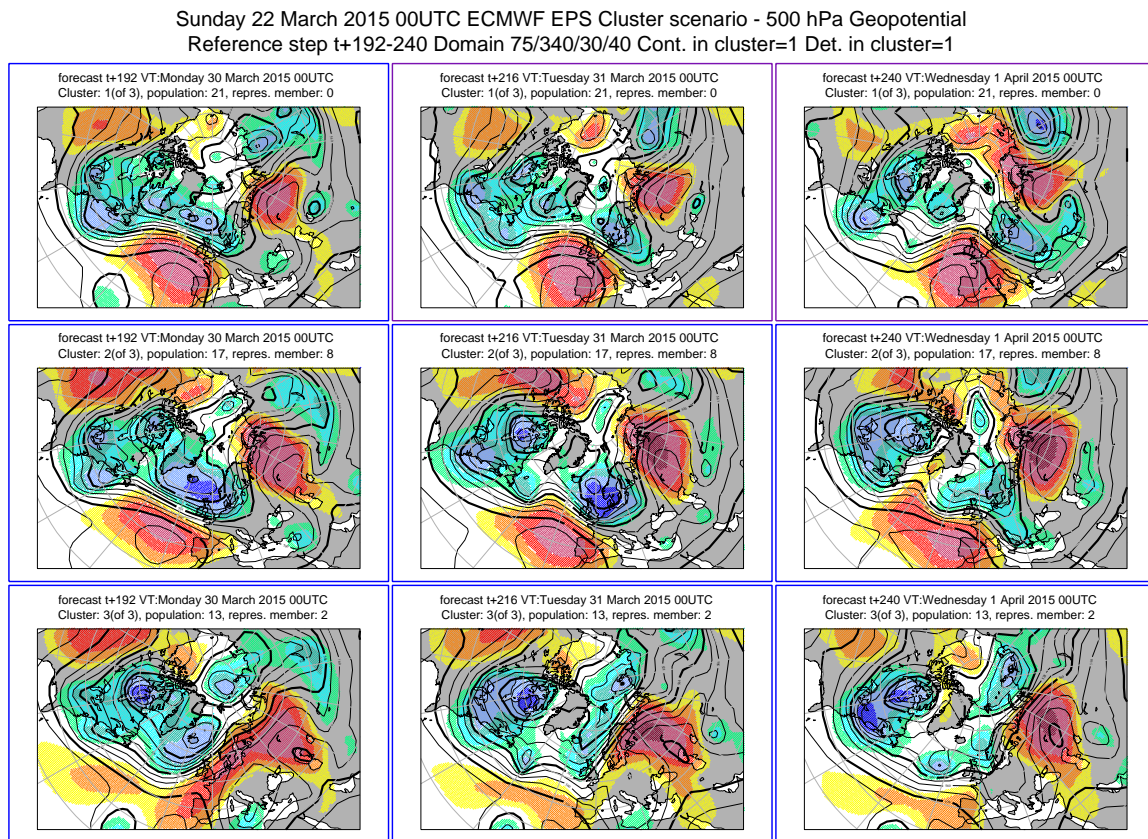 Sunday 22 March 2015 00UTC ECMWF EPS Cluster scenario - 500 hPa Geopotential
Reference step t+192-240 Domain 75/340/30/40 Cont. in cluster=1 Det. in cluster=1
forecast t+192 VT:Monday 30 March 2015 00UTC
Cluster: 1(of 3), population: 21, repres. member: 0
forecast t+216 VT:Tuesday 31 March 2015 00UTC
Cluster: 1(of 3), population: 21, repres. member: 0
forecast t+240 VT:Wednesday 1 April 2015 00UTC
Cluster: 1(of 3), population: 21, repres. member: 0
forecast t+192 VT:Monday 30 March 2015 00UTC
Cluster: 2(of 3), population: 17, repres. member: 8
forecast t+216 VT:Tuesday 31 March 2015 00UTC
Cluster: 2(of 3), population: 17, repres. member: 8
forecast t+240 VT:Wednesday 1 April 2015 00UTC
Cluster: 2(of 3), population: 17, repres. member: 8
forecast t+192 VT:Monday 30 March 2015 00UTC
Cluster: 3(of 3), population: 13, repres. member: 2
forecast t+216 VT:Tuesday 31 March 2015 00UTC
Cluster: 3(of 3), population: 13, repres. member: 2
forecast t+240 VT:Wednesday 1 April 2015 00UTC
Cluster: 3(of 3), population: 13, repres. member: 2